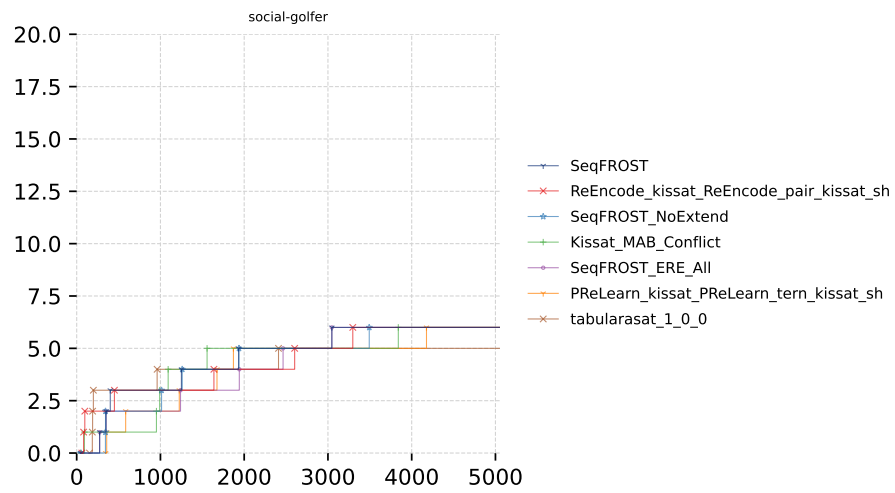 social-golfer
20.0
17.5
15.0
12.5
10.0
7.5
5.0
2.5
0.0
0 1000 2000 3000 4000 5000
SeqFROST
ReEncode_kissat_ReEncode_pair_kissat_sh
SeqFROST_NoExtend
Kissat_MAB_Conflict
SeqFROST_ERE_All
PReLearn_kissat_PReLearn_tern_kissat_sh
tabularasat_1_0_0